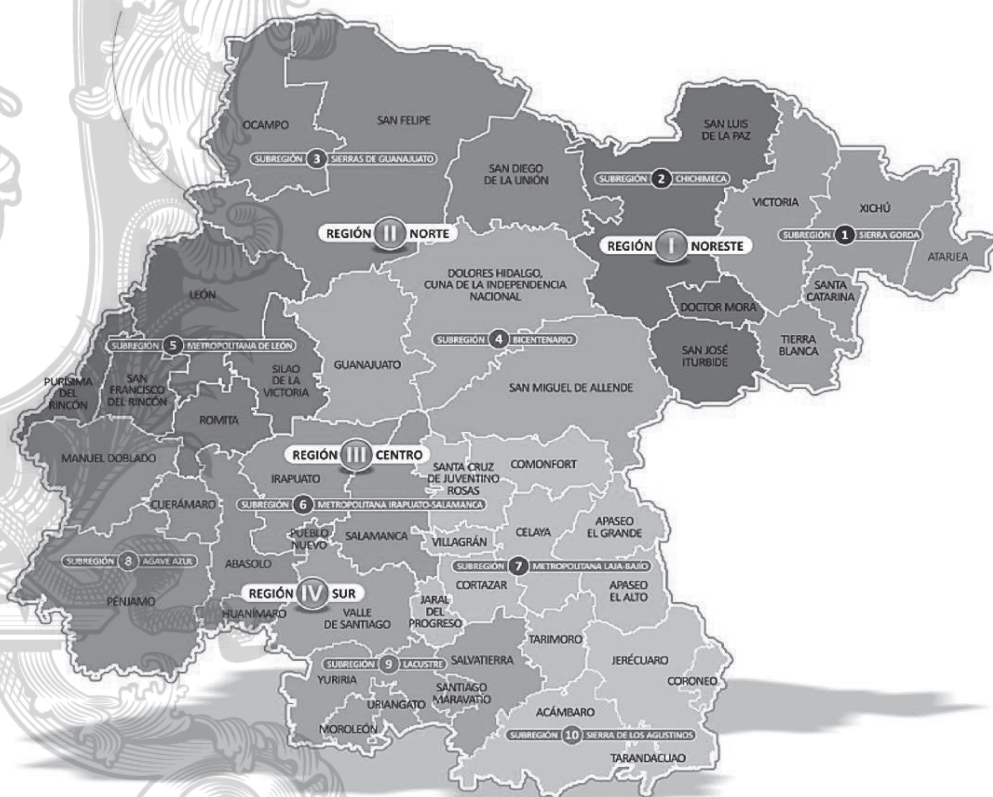 OCAMPO
SAN FELIPE
SUBREGIÓN 3 SIERRAS DE GUANAJUATO
SAN DIEGO
DE LA UNIÓN
SAN LUIS
DE LA PAZ
SUBREGIÓN 2 CHICHIMECA
VICTORIA
XICHÚ
SUBREGIÓN 1 SIERRA GORDA
ATARJEA
REGIÓN II NORTE
REGIÓN I NORESTE
DOLORES HIDALGO,
CUNA DE LA INDEPENDENCIA
NACIONAL
SANTA
CATARINA
LEÓN
DOCTOR MORA
SUBREGIÓN 4 BICENTENARIO
SUBREGIÓN 5 METROPOLITANA DE LEÓN
TIERRA
BLANCA
SAN JOSÉ
ITURBIDE
GUANAJUATO
SILAO
DE LA
VICTORIA
PURÍSIMA
DEL
RINCÓN
SAN
FRANCISCO
DEL RINCÓN
SAN MIGUEL DE ALLENDE
ROMITA
MANUEL DOBLADO
REGIÓN III CENTRO
IRAPUATO
SANTA CRUZ
DE JUVENTINO
ROSAS
COMONFORT
CUERÁMARO
SUBREGIÓN 6 METROPOLITANA IRAPUATO-SALAMANCA
PUEBLO
NUEVO
SALAMANCA
VILLAGRÁN
CELAYA
APASEO
EL GRANDE
SUBREGIÓN 8 AGAVE AZUL
ABASOLO
SUBREGIÓN 7 METROPOLITANA LAJA-BAJÍO
CORTAZAR
APASEO
EL ALTO
PÉNJAMO
REGIÓN IV SUR
HUANÍMARO
VALLE
DE SANTIAGO
JARAL
DEL
PROGRESO
TARIMORO
JERÉCUARO
SUBREGIÓN 9 LACUSTRE
SALVATIERRA
YURIRIA
CORONEO
SANTIAGO
MARAVATÍO
URIANGATO
ACÁMBARO
MOROLEÓN
SUBREGIÓN 10 SIERRA DE LOS AGUSTINOS
TARANDACUAO